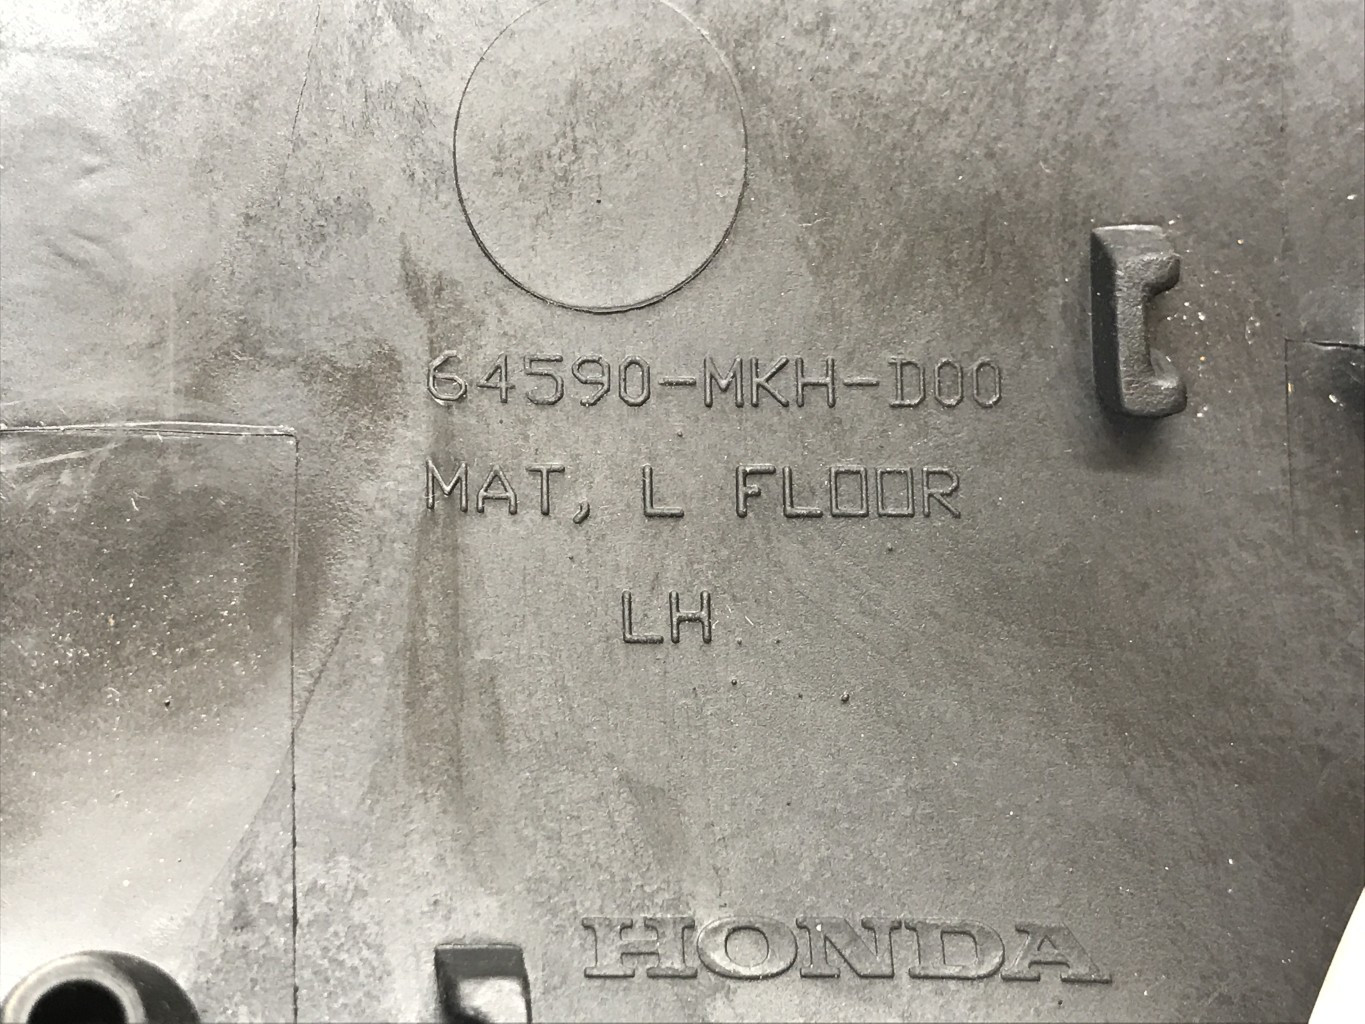 64590-MKH-D00
MAT, L FLOOR
LH
HONDA